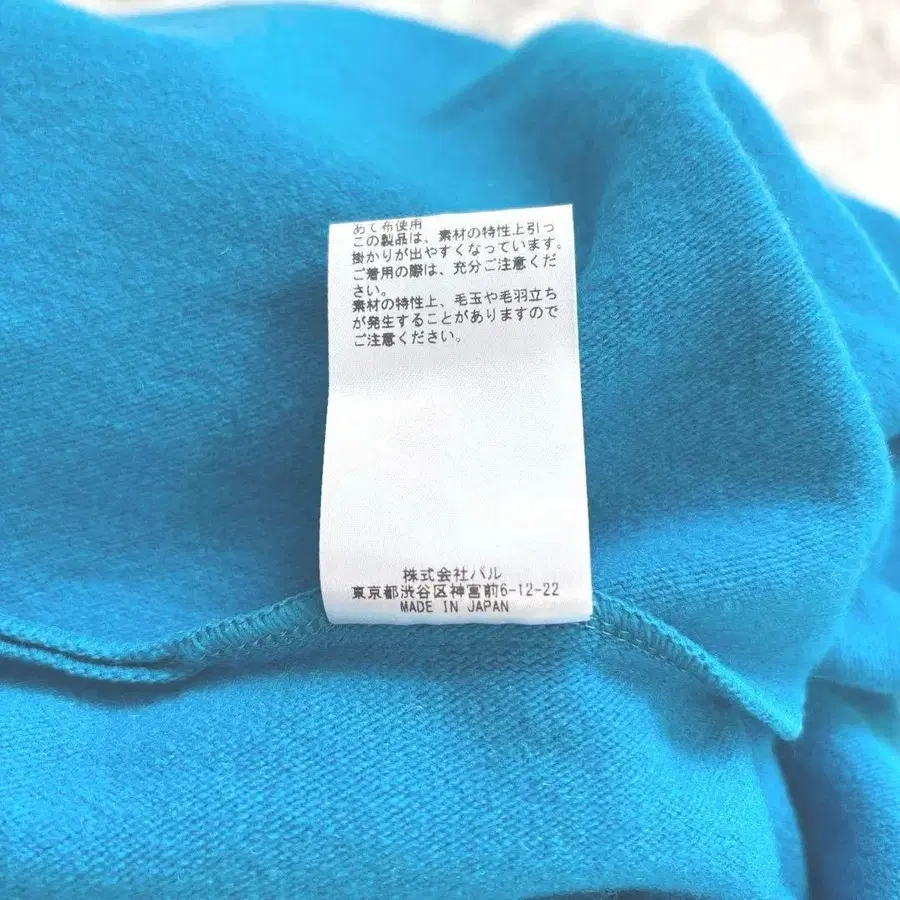 あて布使用
この製品は、素材の特性上引っ
掛かりが出やすくなっています。
ご着用の際は、充分ご注意くだ
さい。
素材の特性上、毛玉や毛羽立ち
が発生することがありますので
ご注意ください。
株式会社パル
東京都渋谷区神宮前6-12-22
MADE IN JAPAN